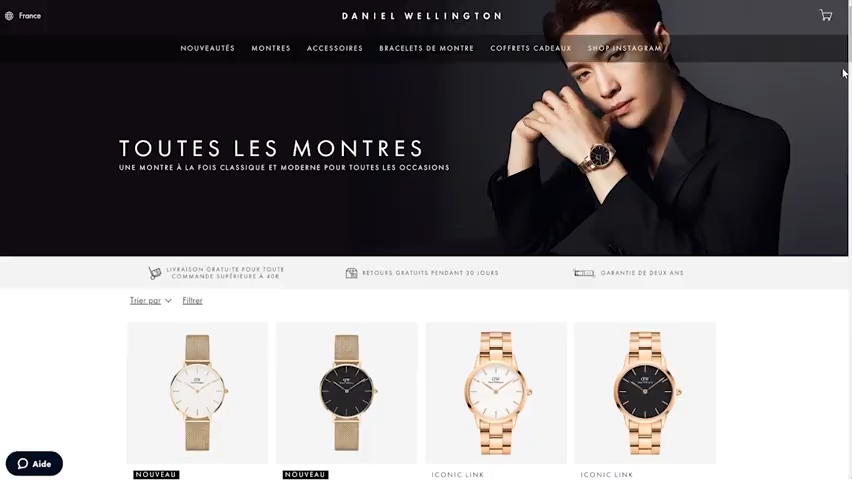 France
DANIEL WELLINGTON
NOUVEAUTÉS MONTRES ACCESSOIRES BRACELETS DE MONTRE COFFRETS CADEAUX SHOP INSTAGRAM
TOUTES LES MONTRES
UNE MONTRE À LA FOIS CLASSIQUE ET MODERNE POUR TOUTES LES OCCASIONS
LIVRAISON GRATUITE POUR TOUTE
COMMANDE SUPÉRIEURE À 40€
RETOURS GRATUITS PENDANT 30 JOURS
GARANTIE DE DEUX ANS
Trier par Filtrer
NOUVEAU NOUVEAU ICONIC LINK ICONIC LINK
Aide